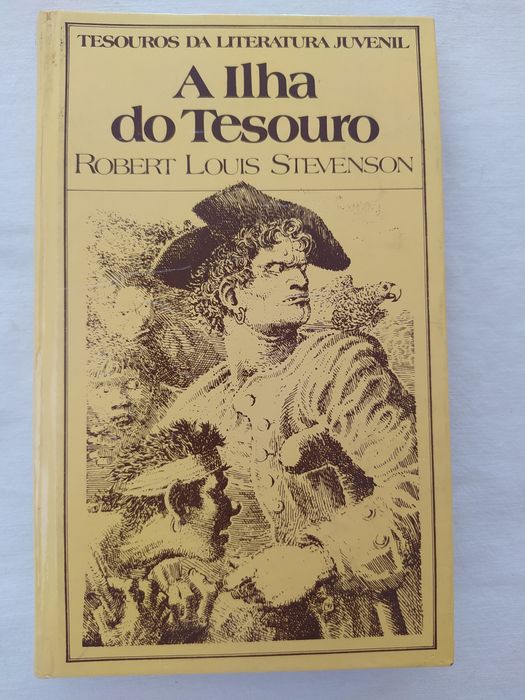 TESOUROS DA LITERATURA JUVENIL
A Ilha
do Tesouro
ROBERT LOUIS STEVENSON